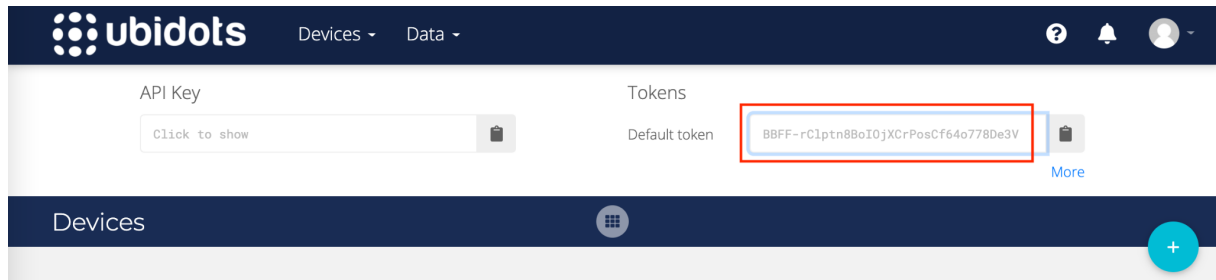 ubidots Devices Data
API Key Tokens
Click to show Default token BBFF-rClptn8BoIOjXCrPosCf64o778De3V
More
Devices